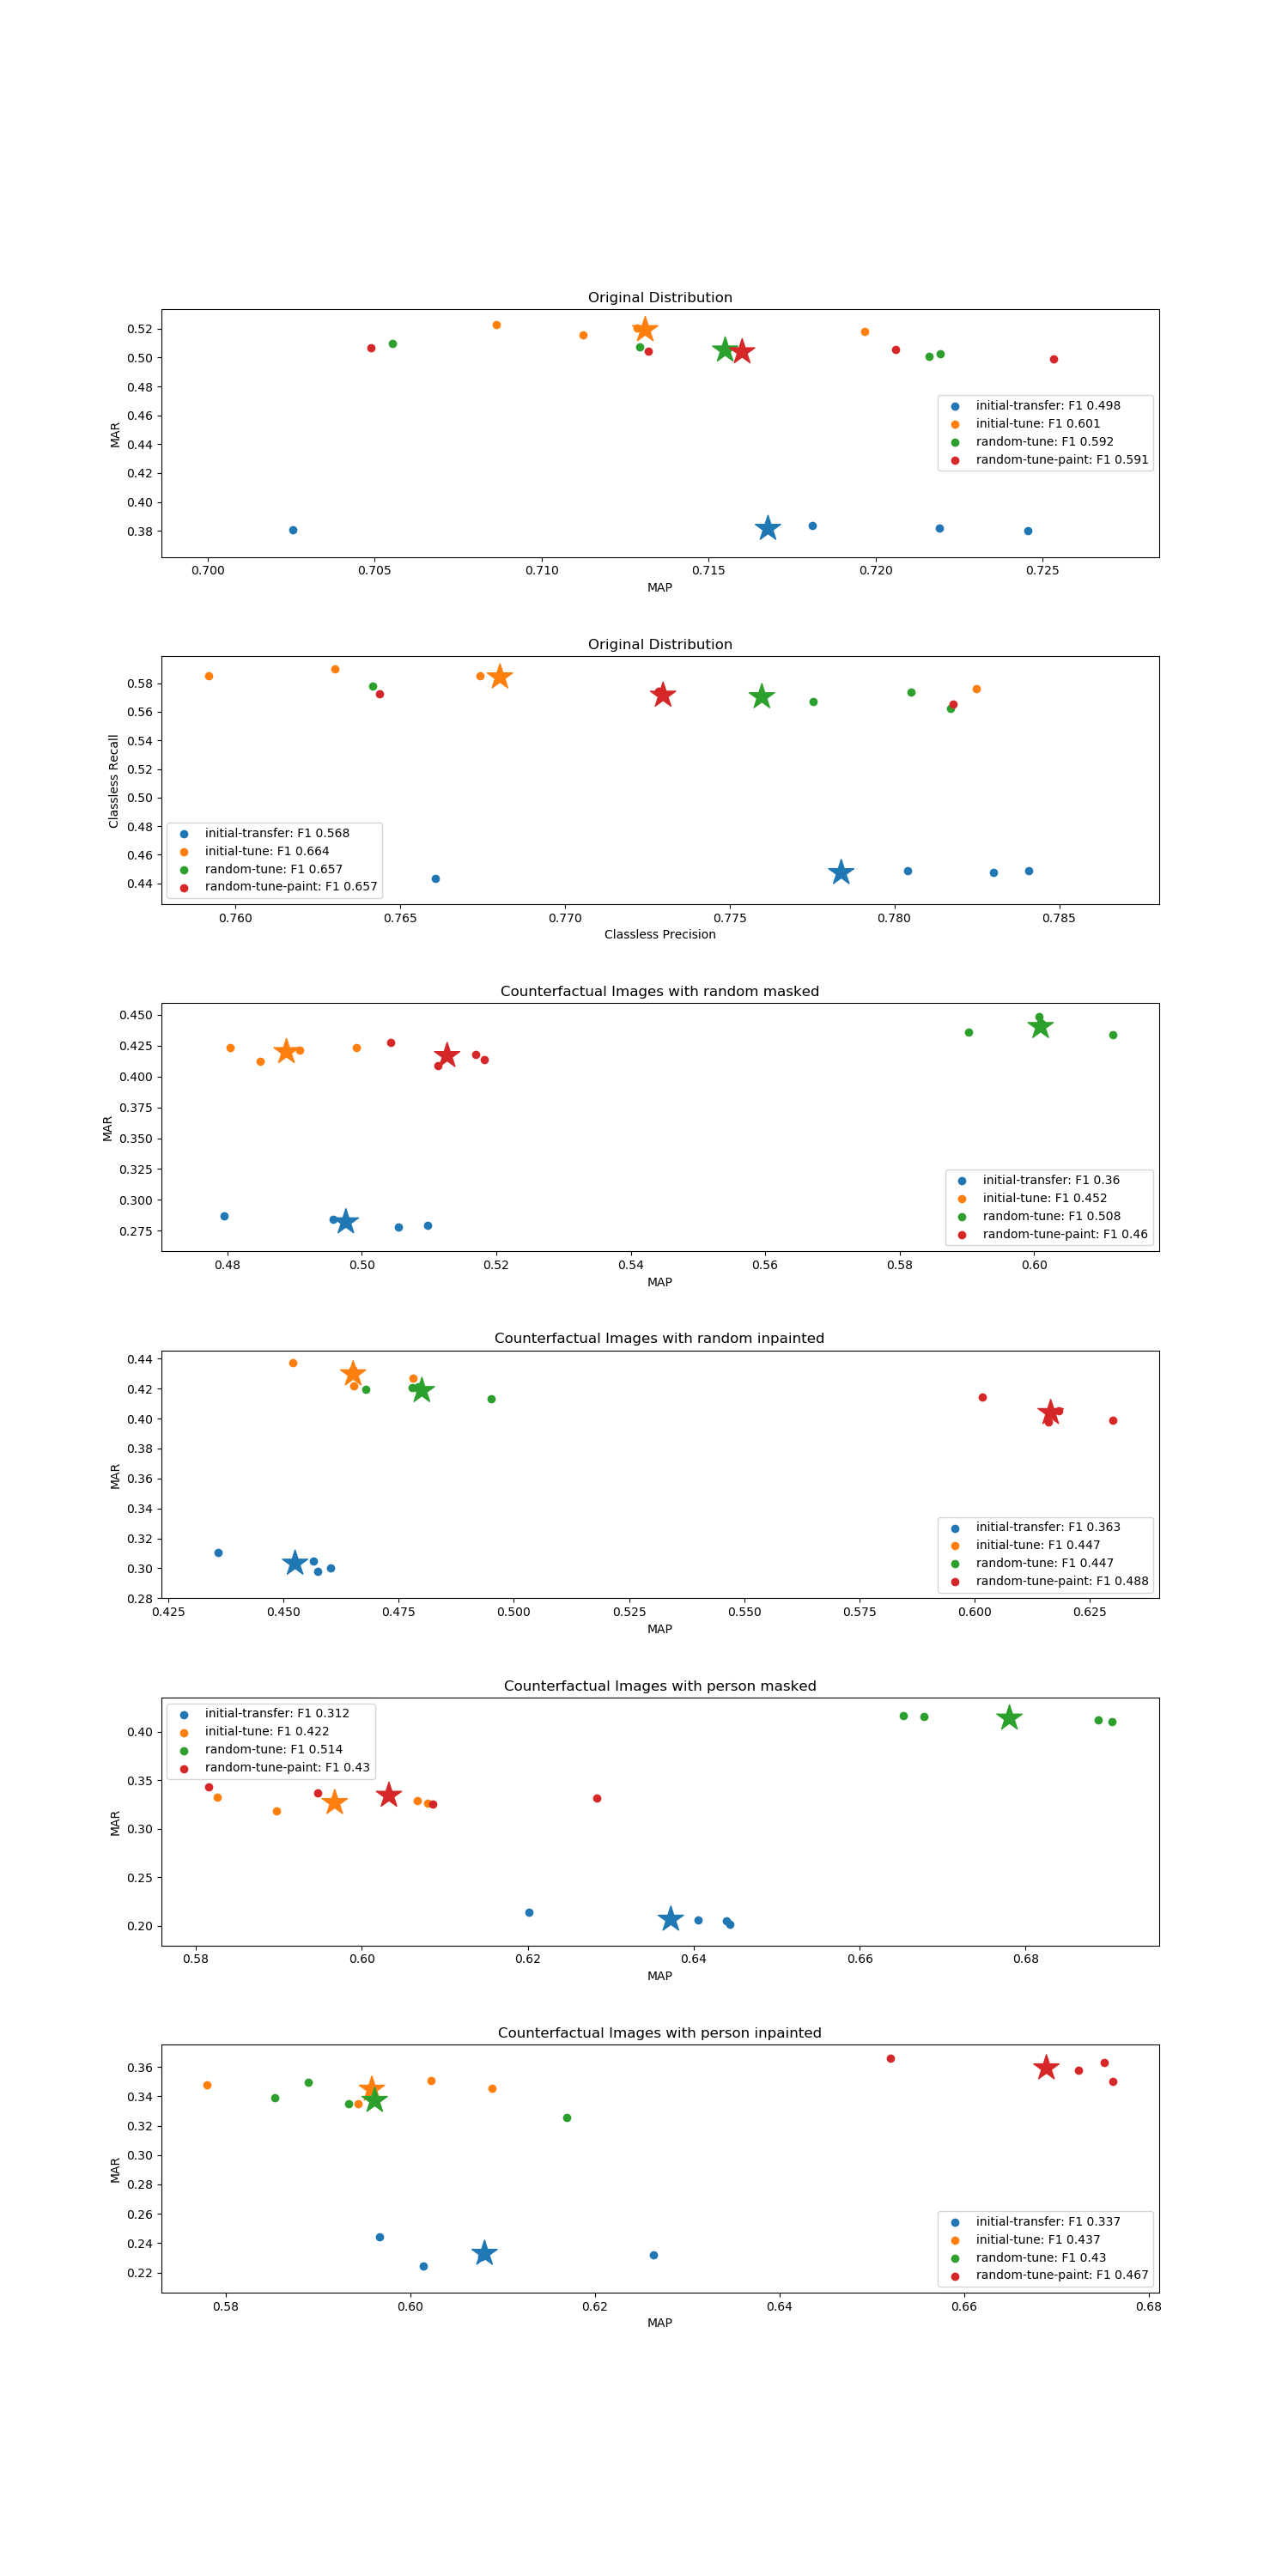 Original Distribution
0.52
0.50
0.48
0.46
0.44
0.42
0.40
0.38
MAR
initial-transfer: F1 0.498
initial-tune: F1 0.601
random-tune: F1 0.592
random-tune-paint: F1 0.591
0.700 0.705 0.710 0.715 0.720 0.725
MAP
Original Distribution
0.58
0.56
0.54
0.52
0.50
0.48
0.46
0.44
Classless Recall
initial-transfer: F1 0.568
initial-tune: F1 0.664
random-tune: F1 0.657
random-tune-paint: F1 0.657
0.760 0.765 0.770 0.775 0.780 0.785
Classless Precision
Counterfactual Images with random masked
0.450
0.425
0.400
0.375
0.350
0.325
0.300
0.275
MAR
initial-transfer: F1 0.36
initial-tune: F1 0.452
random-tune: F1 0.508
random-tune-paint: F1 0.46
0.48 0.50 0.52 0.54 0.56 0.58 0.60
MAP
Counterfactual Images with random inpainted
0.44
0.42
0.40
0.38
0.36
0.34
0.32
0.30
0.28
MAR
initial-transfer: F1 0.363
initial-tune: F1 0.447
random-tune: F1 0.447
random-tune-paint: F1 0.488
0.425 0.450 0.475 0.500 0.525 0.550 0.575 0.600 0.625
MAP
Counterfactual Images with person masked
initial-transfer: F1 0.312
initial-tune: F1 0.422
random-tune: F1 0.514
random-tune-paint: F1 0.43
0.40
0.35
0.30
0.25
0.20
MAR
0.58 0.60 0.62 0.64 0.66 0.68
MAP
Counterfactual Images with person inpainted
0.36
0.34
0.32
0.30
0.28
0.26
0.24
0.22
MAR
initial-transfer: F1 0.337
initial-tune: F1 0.437
random-tune: F1 0.43
random-tune-paint: F1 0.467
0.58 0.60 0.62 0.64 0.66 0.68
MAP